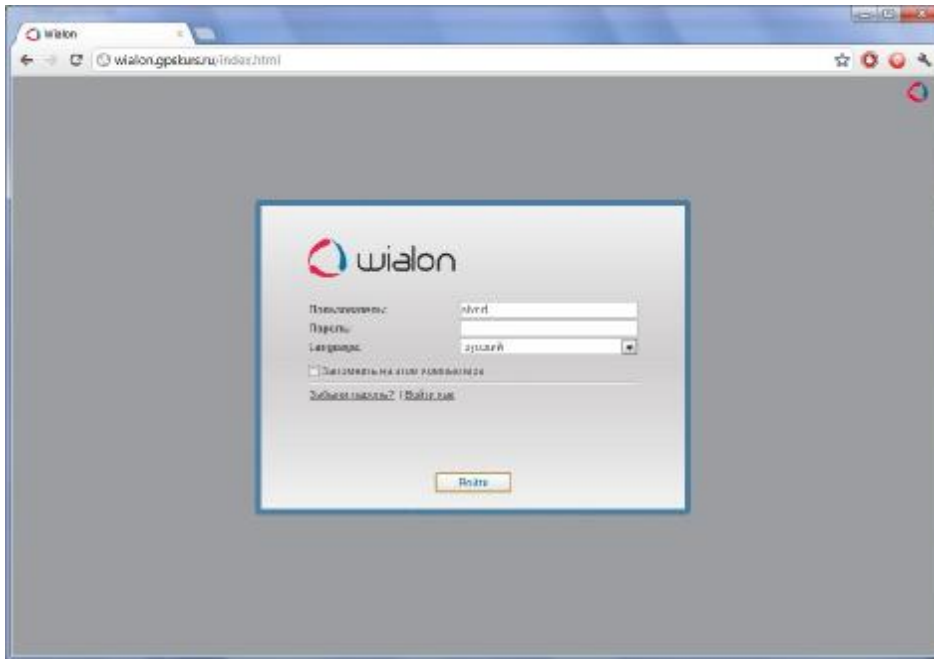 Wialon
wialon.gpskurs.ru/index.html
wialon
Пользователь:
Пароль:
Language: русский
Запомнить на этом компьютере
Забыли пароль? | Войти как
Войти